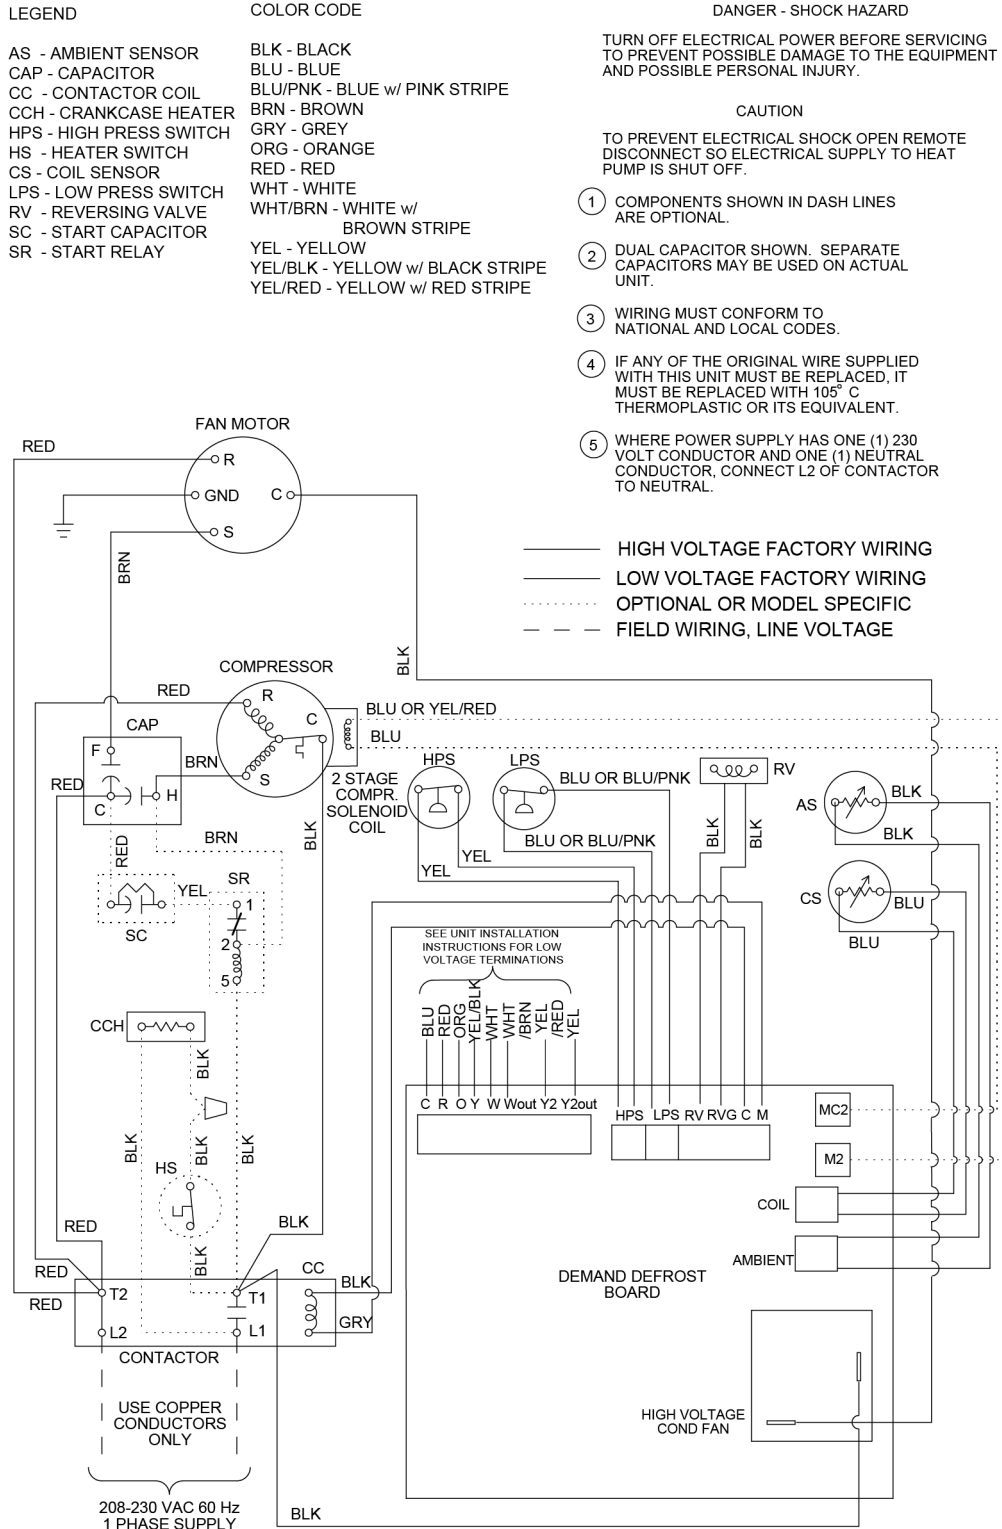 LEGEND
AS - AMBIENT SENSOR
CAP - CAPACITOR
CC - CONTACTOR COIL
CCH - CRANKCASE HEATER
HPS - HIGH PRESS SWITCH
HS - HEATER SWITCH
CS - COIL SENSOR
LPS - LOW PRESS SWITCH
RV - REVERSING VALVE
SC - START CAPACITOR
SR - START RELAY
COLOR CODE
BLK - BLACK
BLU - BLUE
BLU/PNK - BLUE w/ PINK STRIPE
BRN - BROWN
GRY - GREY
ORG - ORANGE
RED - RED
WHT - WHITE
WHT/BRN - WHITE w/
BROWN STRIPE
YEL - YELLOW
YEL/BLK - YELLOW w/ BLACK STRIPE
YEL/RED - YELLOW w/ RED STRIPE
DANGER - SHOCK HAZARD
TURN OFF ELECTRICAL POWER BEFORE SERVICING
TO PREVENT POSSIBLE DAMAGE TO THE EQUIPMENT
AND POSSIBLE PERSONAL INJURY.
CAUTION
TO PREVENT ELECTRICAL SHOCK OPEN REMOTE
DISCONNECT SO ELECTRICAL SUPPLY TO HEAT
PUMP IS SHUT OFF.
1 COMPONENTS SHOWN IN DASH LINES
ARE OPTIONAL.
2 DUAL CAPACITOR SHOWN. SEPARATE
CAPACITORS MAY BE USED ON ACTUAL
UNIT.
3 WIRING MUST CONFORM TO
NATIONAL AND LOCAL CODES.
4 IF ANY OF THE ORIGINAL WIRE SUPPLIED
WITH THIS UNIT MUST BE REPLACED, IT
MUST BE REPLACED WITH 105° C
THERMOPLASTIC OR ITS EQUIVALENT.
5 WHERE POWER SUPPLY HAS ONE (1) 230
VOLT CONDUCTOR AND ONE (1) NEUTRAL
CONDUCTOR, CONNECT L2 OF CONTACTOR
TO NEUTRAL.
HIGH VOLTAGE FACTORY WIRING
LOW VOLTAGE FACTORY WIRING
OPTIONAL OR MODEL SPECIFIC
FIELD WIRING, LINE VOLTAGE
FAN MOTOR
RED
R
GND
C
S
BRN
BLK
COMPRESSOR
RED
R
C
S
BLU OR YEL/RED
BLU
CAP
F
C
H
RED
BRN
2 STAGE
COMPR.
SOLENOID
COIL
HPS
LPS
BLU OR BLU/PNK
BLU OR BLU/PNK
YEL
YEL
RV
BLK
BLK
AS
BLK
BLK
CS
BLU
BLU
BLK
RED
BRN
SC
YEL
SR
1
2
5
SEE UNIT INSTALLATION
INSTRUCTIONS FOR LOW
VOLTAGE TERMINATIONS
BLU
RED
ORG
YEL/BLK
WHT
WHT
/BRN
YEL
/RED
YEL
C R O Y W Wout Y2 Y2out
HPS LPS RV RVG C M
CCH
BLK
BLK
BLK
BLK
HS
BLK
MC2
M2
COIL
AMBIENT
DEMAND DEFROST
BOARD
RED
RED
RED
BLK
CC
BLK
GRY
T2
T1
L2
L1
CONTACTOR
USE COPPER
CONDUCTORS
ONLY
208-230 VAC 60 Hz
1 PHASE SUPPLY
BLK
HIGH VOLTAGE
COND FAN